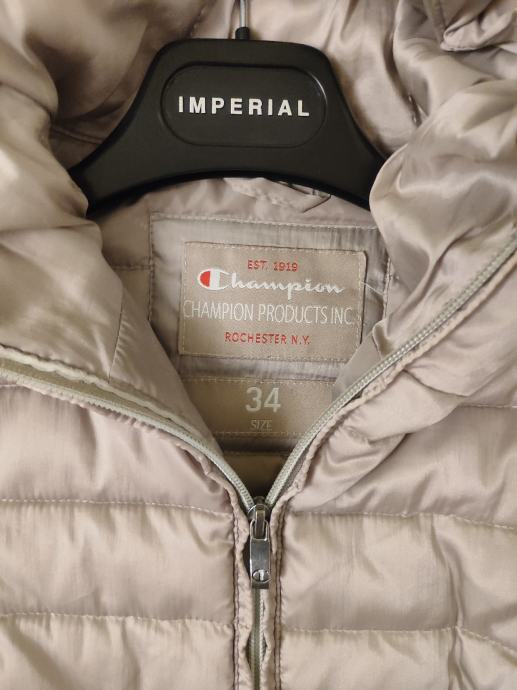 IMPERIAL
EST. 1919
Champion
CHAMPION PRODUCTS INC.
ROCHESTER N.Y.
34
SIZE